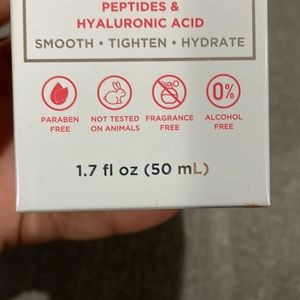 PEPTIDES &
HYALURONIC ACID
SMOOTH • TIGHTEN • HYDRATE
0%
PARABEN
FREE
NOT TESTED
ON ANIMALS
FRAGRANCE
FREE
ALCOHOL
FREE
1.7 fl oz (50 mL)